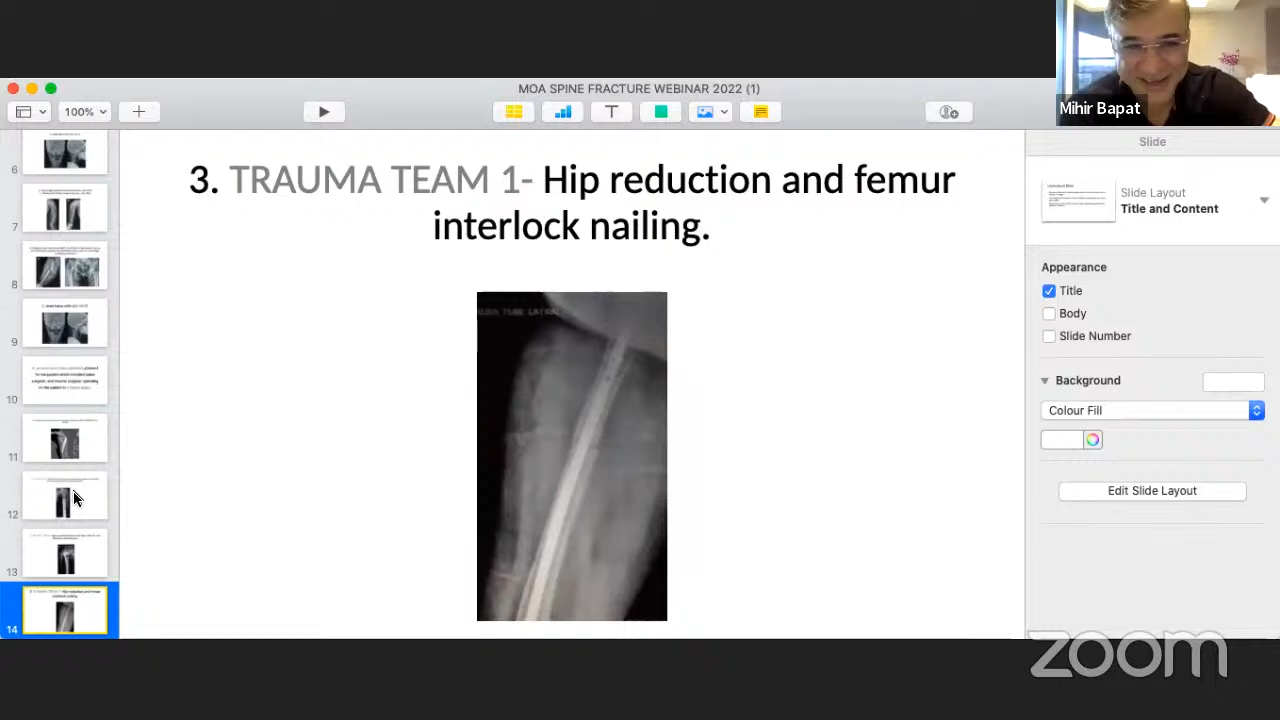 MOA SPINE FRACTURE WEBINAR 2022 (1)
100%
Mihir Bapat
Slide
3. TRAUMA TEAM 1- Hip reduction and femur
interlock nailing.
Slide Layout
Title and Content
Appearance
Title
Body
Slide Number
Background
Colour Fill
Edit Slide Layout
6
7
8
9
10
11
12
13
14
zoom